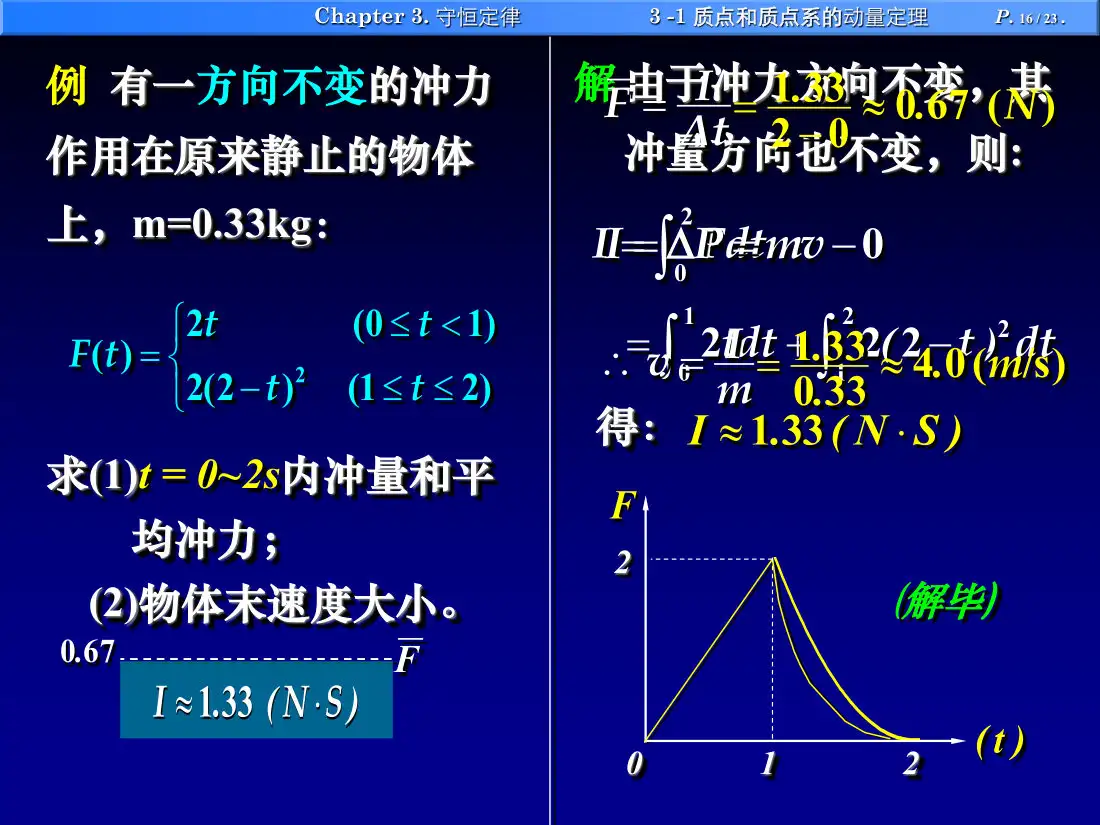 Chapter 3. 守恒定律 3 -1 质点和质点系的动量定理 P. 16 / 23 .
例 有一方向不变的冲力
作用在原来静止的物体
上，m=0.33kg：
F(t) = { 2t (0 ≤ t < 1)
2(2 − t)² (1 ≤ t ≤ 2)
求(1)t = 0~2s内冲量和平
均冲力；
(2)物体末速度大小。
0.67 F̅
I ≈ 1.33 ( N · S )
解 由于冲力方向不变，其
冲量方向也不变，则：
F̅ = I/Δt = 1.33/(2 − 0) ≈ 0.67 (N)
I = ∫₀² Fdt
I = ΔP = mv − 0
= ∫₀¹ 2tdt + ∫₁² 2(2 − t)² dt
∴ v = I/m = 1.33/0.33 ≈ 4.0 (m/s)
得： I ≈ 1.33 ( N · S )
F
2
(解毕)
( t )
0 1 2